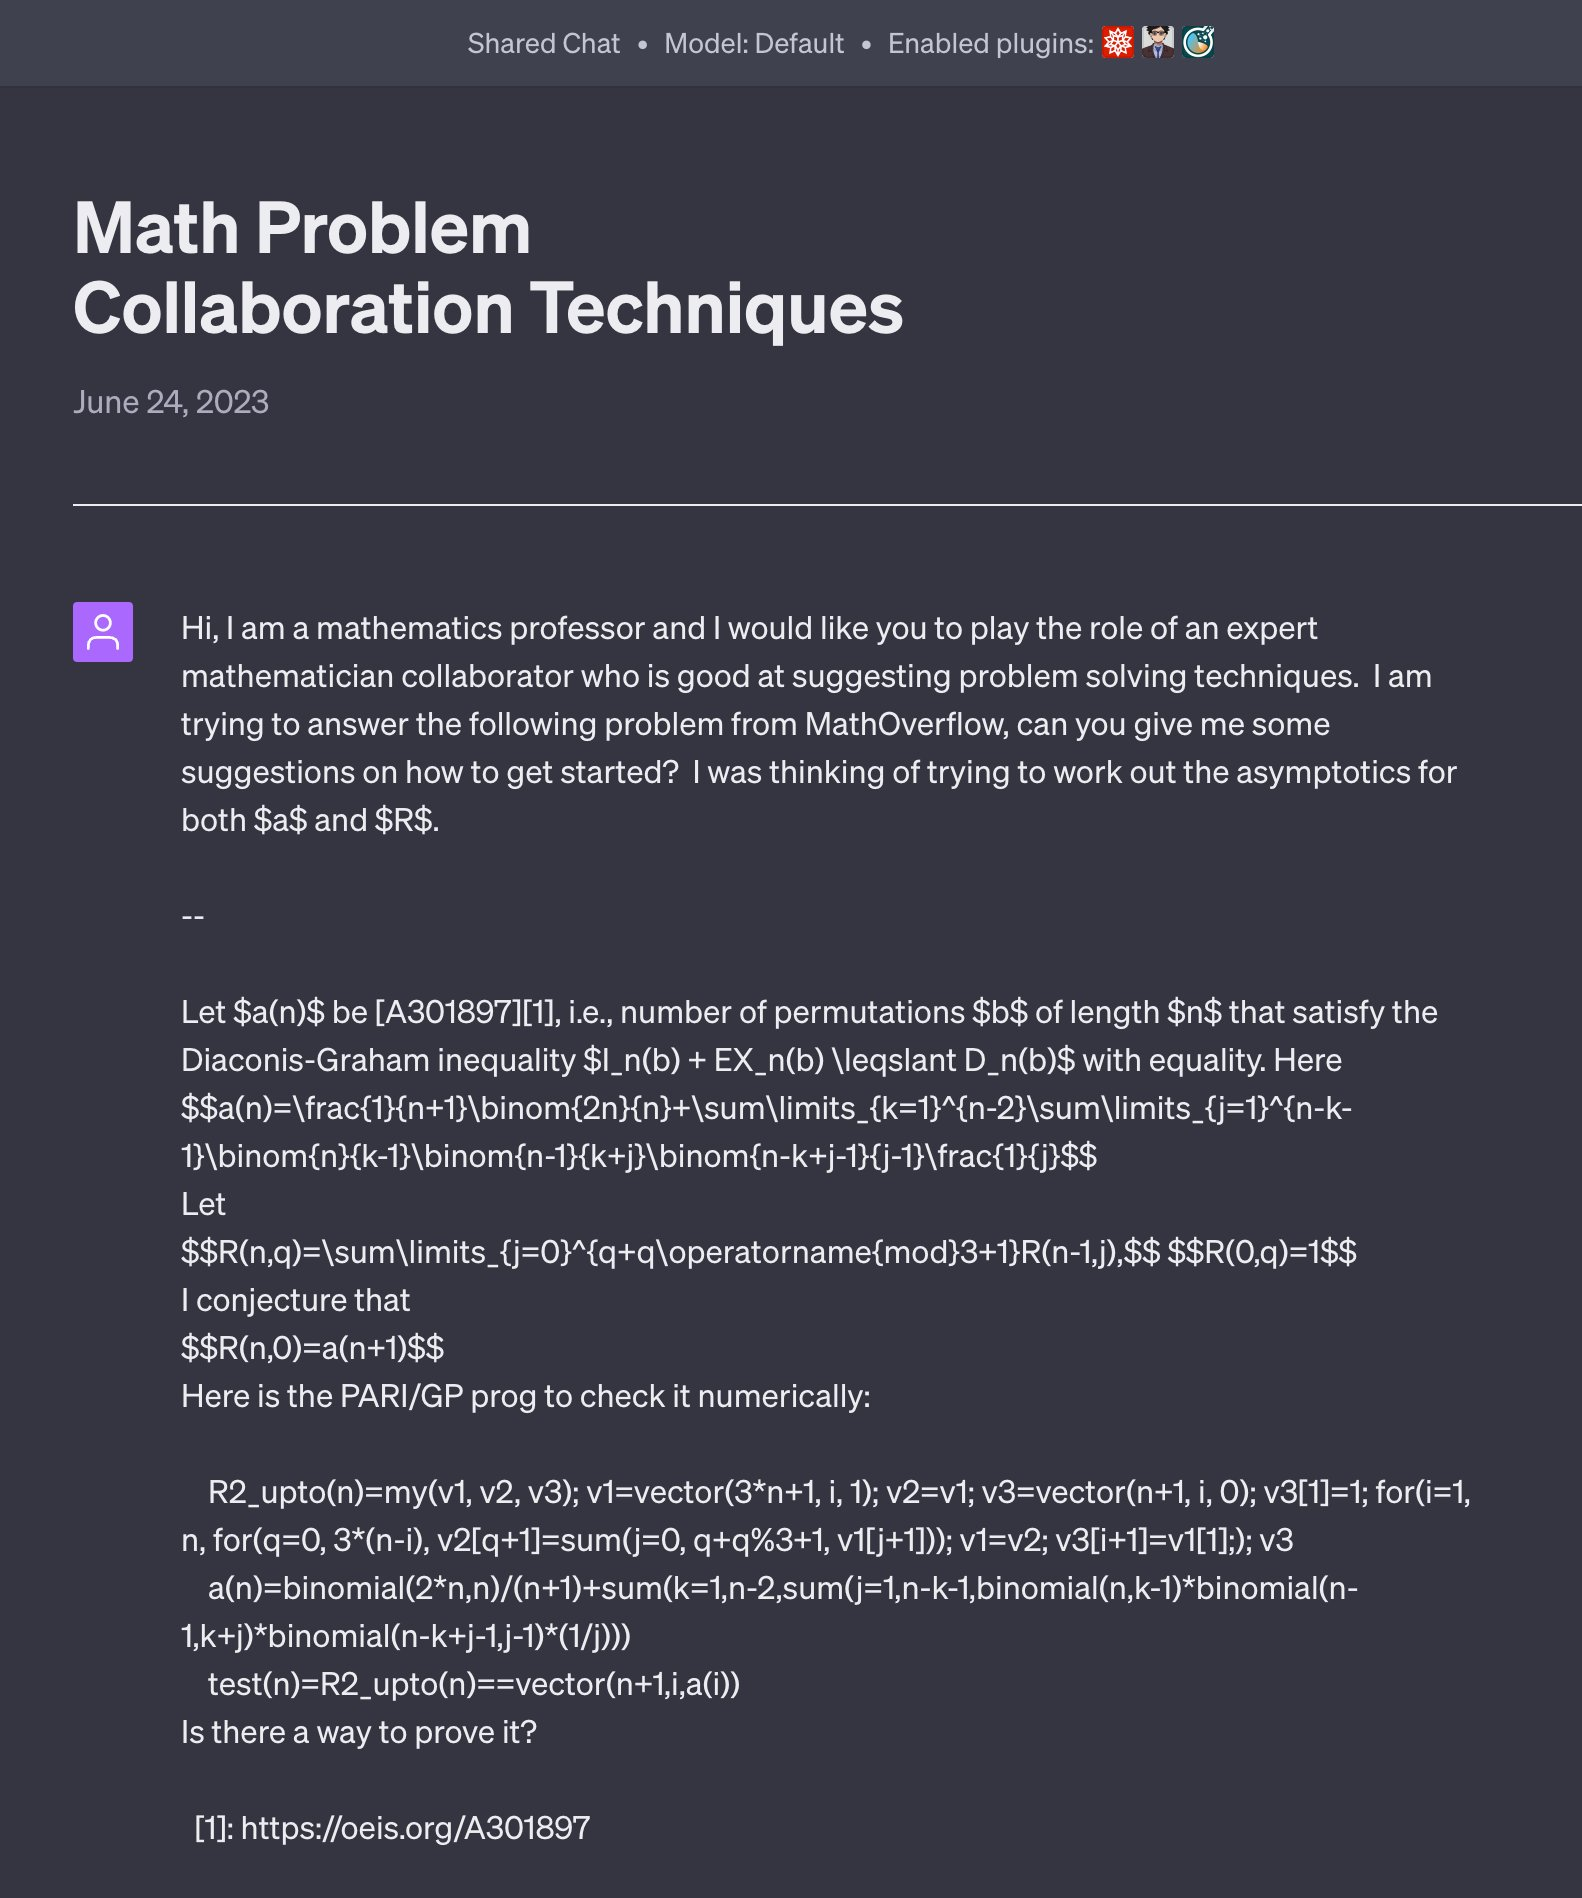 Shared Chat • Model: Default • Enabled plugins:
Math Problem
Collaboration Techniques
June 24, 2023
Hi, I am a mathematics professor and I would like you to play the role of an expert
mathematician collaborator who is good at suggesting problem solving techniques.  I am
trying to answer the following problem from MathOverflow, can you give me some
suggestions on how to get started?  I was thinking of trying to work out the asymptotics for
both $a$ and $R$.
--
Let $a(n)$ be [A301897][1], i.e., number of permutations $b$ of length $n$ that satisfy the
Diaconis-Graham inequality $I_n(b) + EX_n(b) \leqslant D_n(b)$ with equality. Here
$$a(n)=\frac{1}{n+1}\binom{2n}{n}+\sum\limits_{k=1}^{n-2}\sum\limits_{j=1}^{n-k-
1}\binom{n}{k-1}\binom{n-1}{k+j}\binom{n-k+j-1}{j-1}\frac{1}{j}$$
Let
$$R(n,q)=\sum\limits_{j=0}^{q+q\operatorname{mod}3+1}R(n-1,j),$$ $$R(0,q)=1$$
I conjecture that
$$R(n,0)=a(n+1)$$
Here is the PARI/GP prog to check it numerically:
R2_upto(n)=my(v1, v2, v3); v1=vector(3*n+1, i, 1); v2=v1; v3=vector(n+1, i, 0); v3[1]=1; for(i=1,
n, for(q=0, 3*(n-i), v2[q+1]=sum(j=0, q+q%3+1, v1[j+1])); v1=v2; v3[i+1]=v1[1];); v3
a(n)=binomial(2*n,n)/(n+1)+sum(k=1,n-2,sum(j=1,n-k-1,binomial(n,k-1)*binomial(n-
1,k+j)*binomial(n-k+j-1,j-1)*(1/j)))
test(n)=R2_upto(n)==vector(n+1,i,a(i))
Is there a way to prove it?
[1]: https://oeis.org/A301897